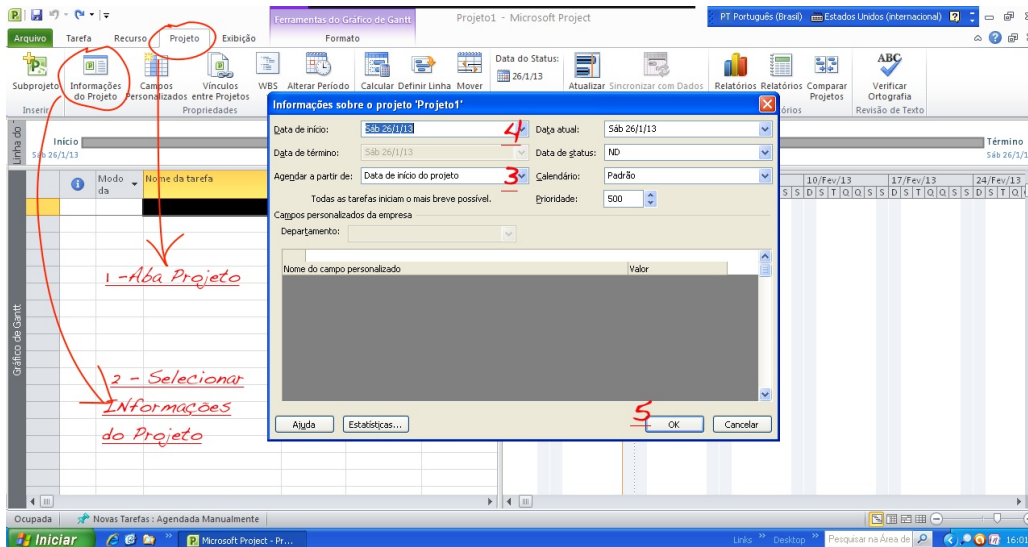 Ferramentas do Gráfico de Gantt
Projeto1 - Microsoft Project
PT Português (Brasil) Estados Unidos (internacional)
Arquivo Tarefa Recurso Projeto Exibição Formato
Subprojeto
Informações do Projeto
Campos Personalizados
Vínculos entre Projetos
WBS
Alterar Período
Calcular
Definir Linha
Mover
Data do Status:
26/1/13
Atualizar
Sincronizar com Dados
Relatórios
Relatórios
Comparar Projetos
ABC
Verificar Ortografia
Inserir
Propriedades
Revisão de Texto
Linha do
Início
Sáb 26/1/13
Término
Modo da
Nome da tarefa
10/Fev/13 17/Fev/13 24/Fev/13
S S D S T Q Q S S D S T Q Q S S D S T Q
Informações sobre o projeto 'Projeto1'
Data de início: Sáb 26/1/13 4 Data atual: Sáb 26/1/13
Data de término: Sáb 26/1/13 Data de status: ND
Agendar a partir de: Data de início do projeto 3 Calendário: Padrão
Todas as tarefas iniciam o mais breve possível. Prioridade: 500
Campos personalizados da empresa
Departamento:
Nome do campo personalizado Valor
5
Ajuda Estatísticas... OK Cancelar
1 - Aba Projeto
2 - Selecionar
INformações
do Projeto
Gráfico de Gantt
Ocupada Novas Tarefas : Agendada Manualmente
Iniciar Microsoft Project - Pr... Links Desktop Pesquisar na Área de 16:01